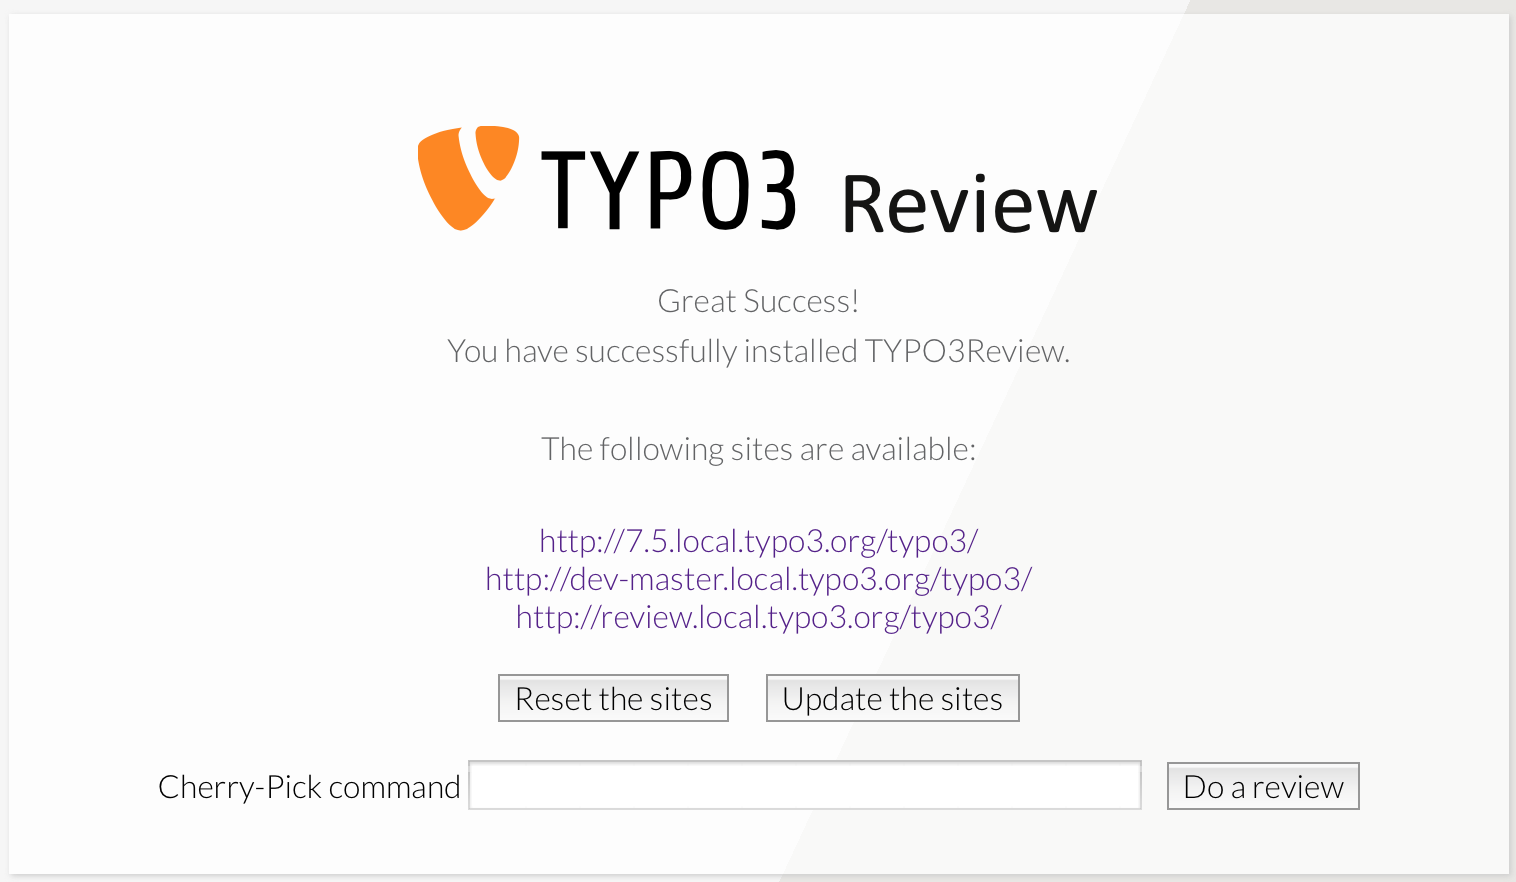 TYPO3 Review
Great Success!
You have successfully installed TYPO3Review.
The following sites are available:
http://7.5.local.typo3.org/typo3/
http://dev-master.local.typo3.org/typo3/
http://review.local.typo3.org/typo3/
Reset the sites Update the sites
Cherry-Pick command Do a review